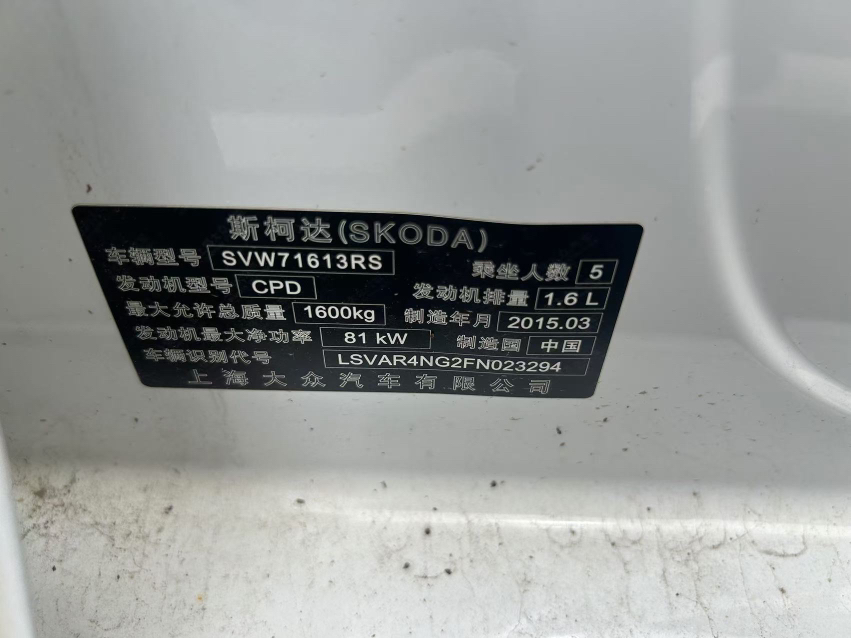 斯柯达(SKODA)
车辆型号 SVW71613RS 乘坐人数 5
发动机型号 CPD 发动机排量 1.6 L
最大允许总质量 1600kg 制造年月 2015.03
发动机最大净功率 81 kW 制造国 中国
车辆识别代号 LSVAR4NG2FN023294
上海大众汽车有限公司